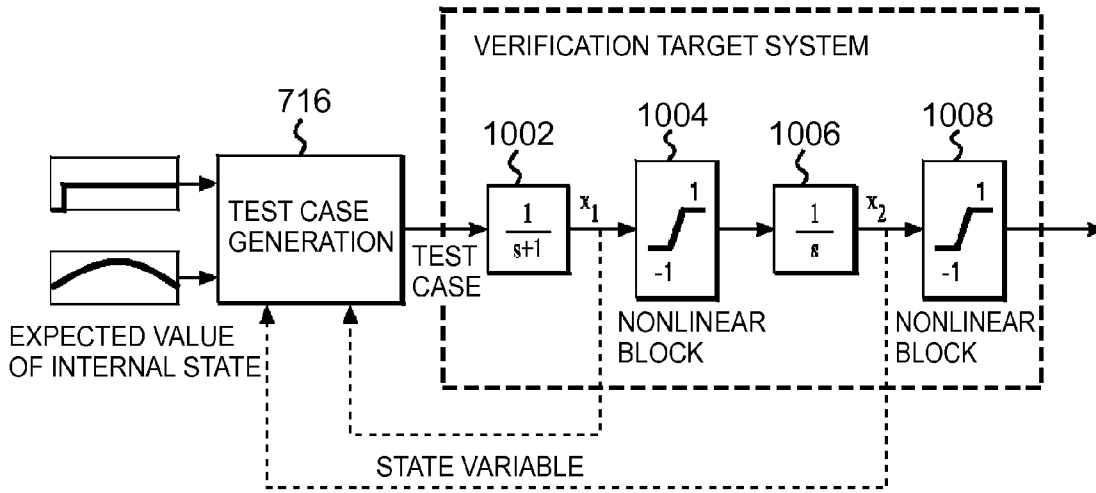 VERIFICATION TARGET SYSTEM
716
1002
1004
1006
1008
TEST CASE
GENERATION
TEST
CASE
1
s+1
x1
1
-1
1
s
x2
1
-1
EXPECTED VALUE
OF INTERNAL STATE
NONLINEAR
BLOCK
NONLINEAR
BLOCK
STATE VARIABLE